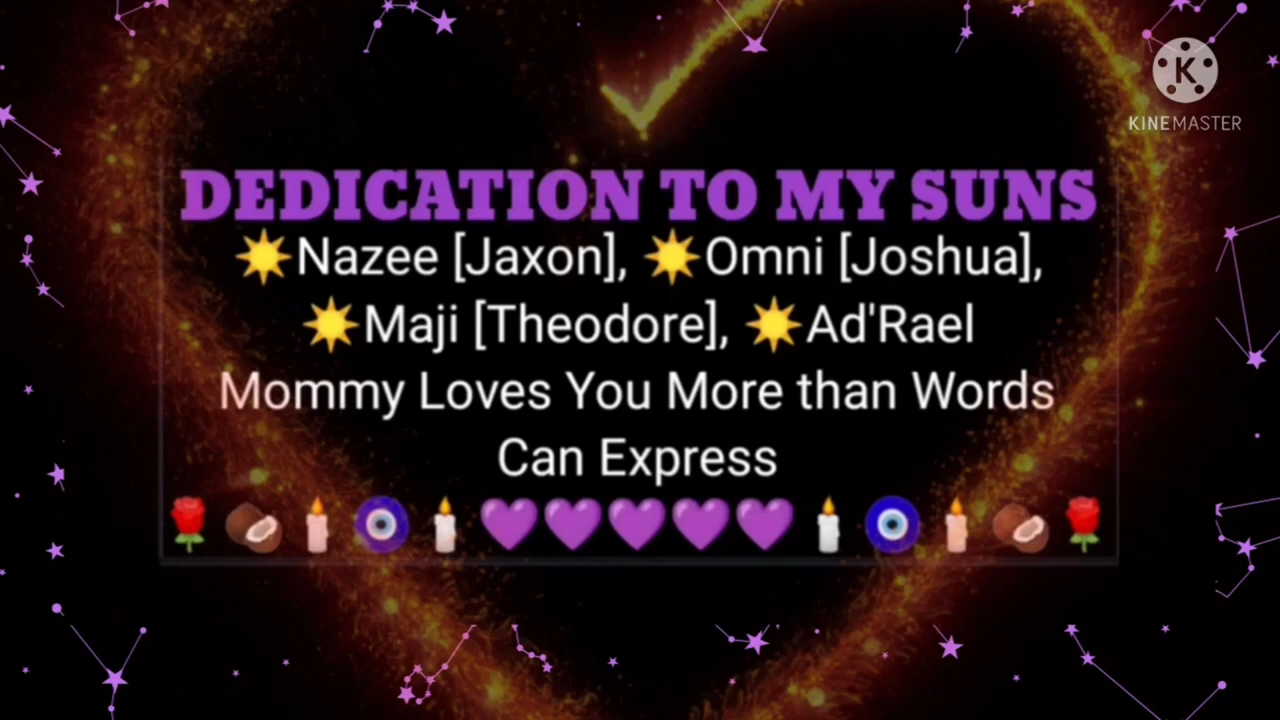 KINEMASTER
DEDICATION TO MY SUNS
☀Nazee [Jaxon], ☀Omni [Joshua],
☀Maji [Theodore], ☀Ad'Rael
Mommy Loves You More than Words
Can Express
🌹🥥🕯🧿🕯💜💜💜💜💜🕯🧿🕯🥥🌹